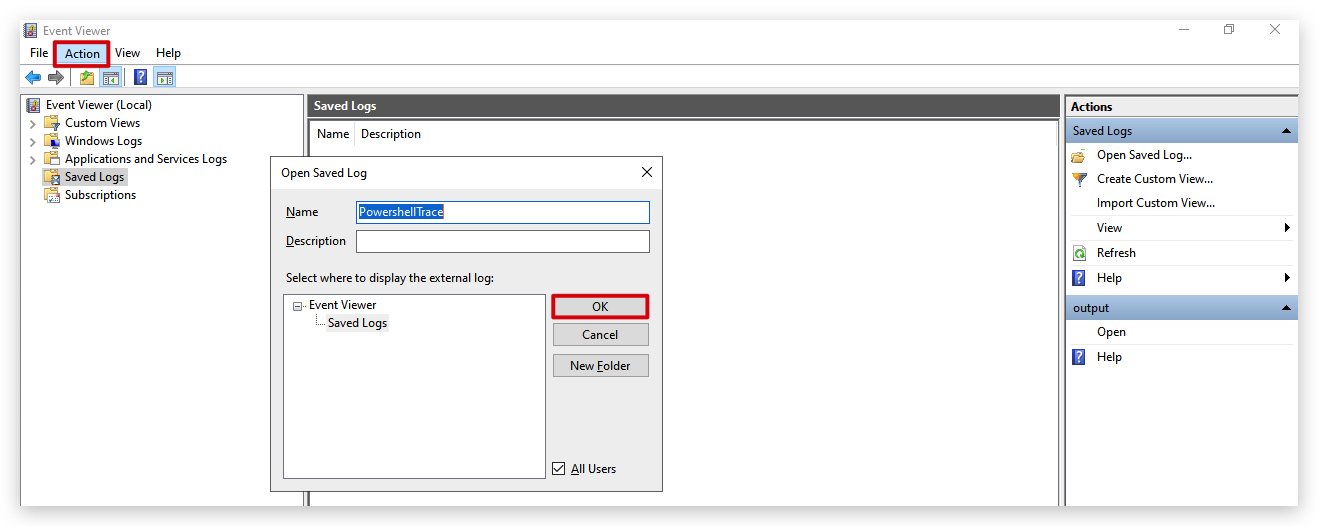 Event Viewer
File Action View Help
Event Viewer (Local)
Custom Views
Windows Logs
Applications and Services Logs
Saved Logs
Subscriptions
Saved Logs
Name Description
Open Saved Log
Name PowershellTrace
Description
Select where to display the external log:
Event Viewer
Saved Logs
OK
Cancel
New Folder
All Users
Actions
Saved Logs
Open Saved Log...
Create Custom View...
Import Custom View...
View
Refresh
Help
output
Open
Help